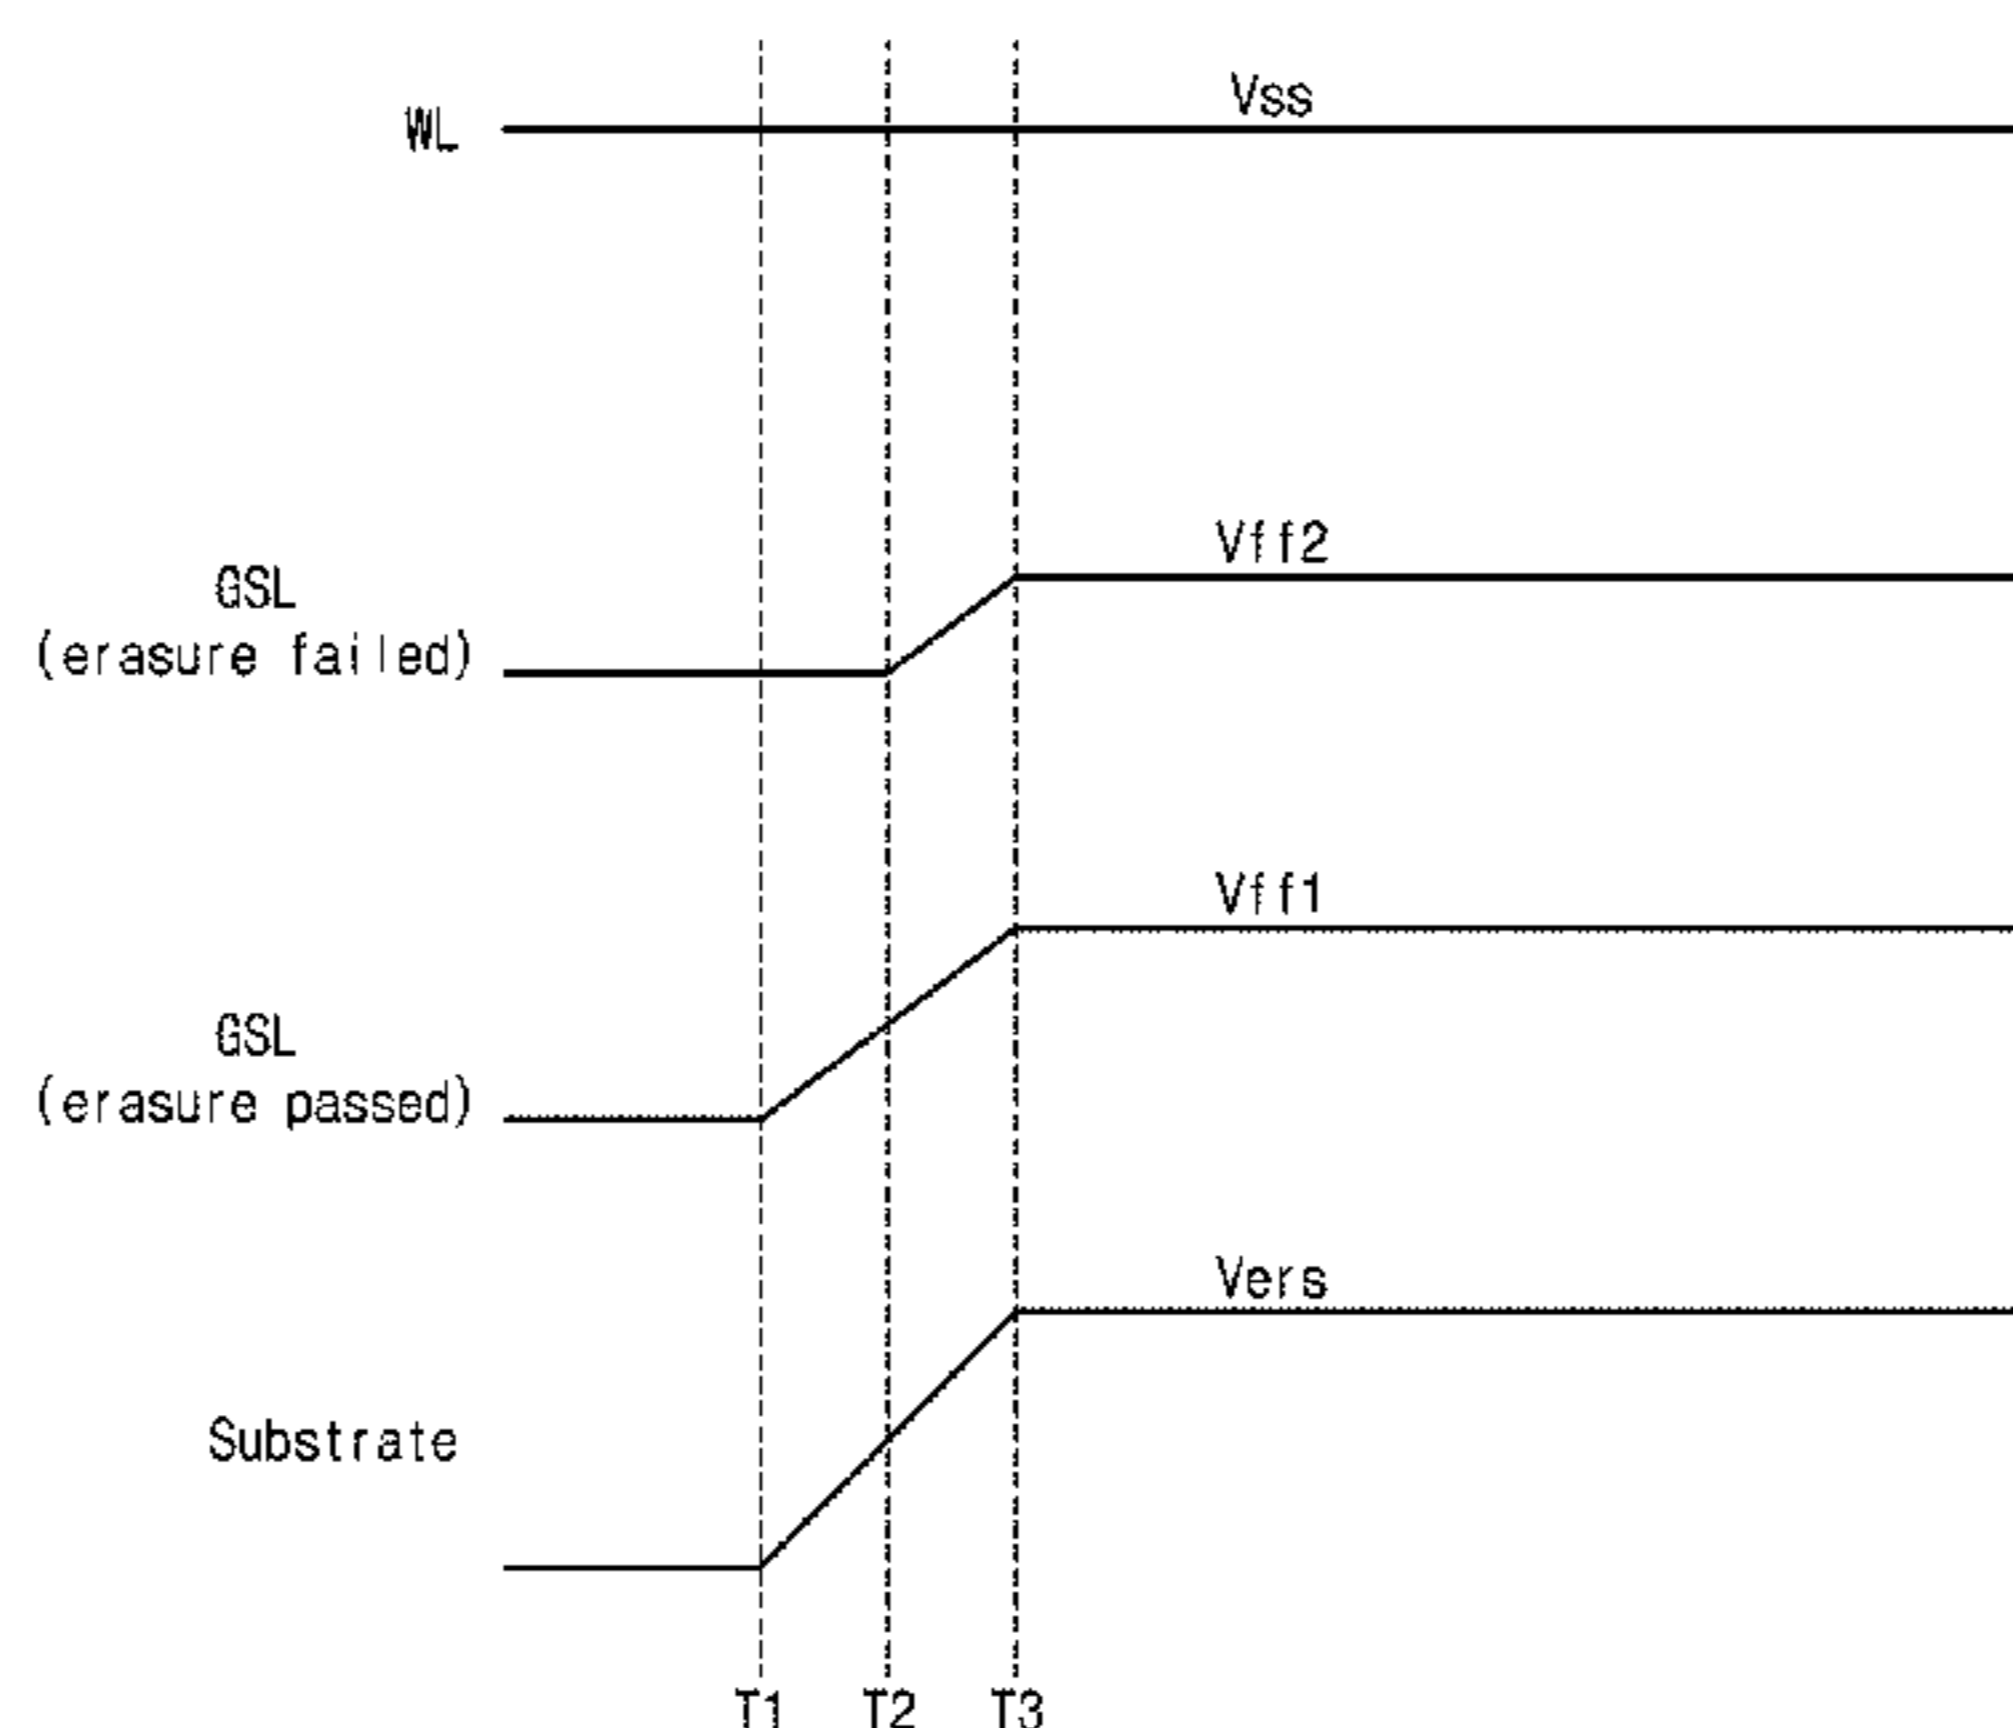 Vss
WL
Vff2
GSL
(erasure failed)
Vff1
GSL
(erasure passed)
Vers
Substrate
T1 T2 T3